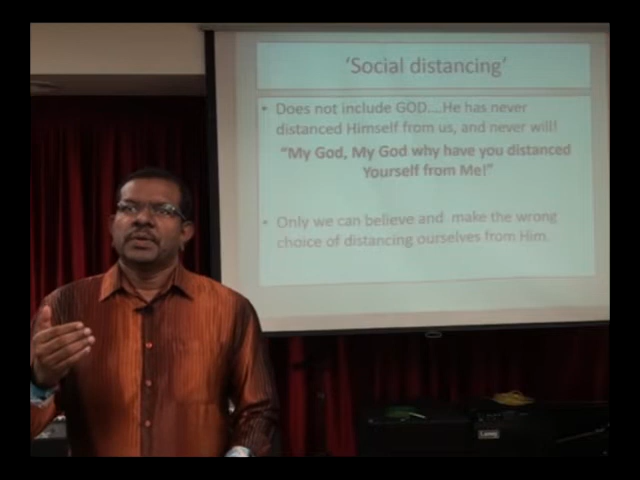 ‘Social distancing’
• Does not include GOD....He has never
distanced Himself from us, and never will!
“My God, My God why have you distanced
Yourself from Me!”
• Only we can believe and make the wrong
choice of distancing ourselves from Him.